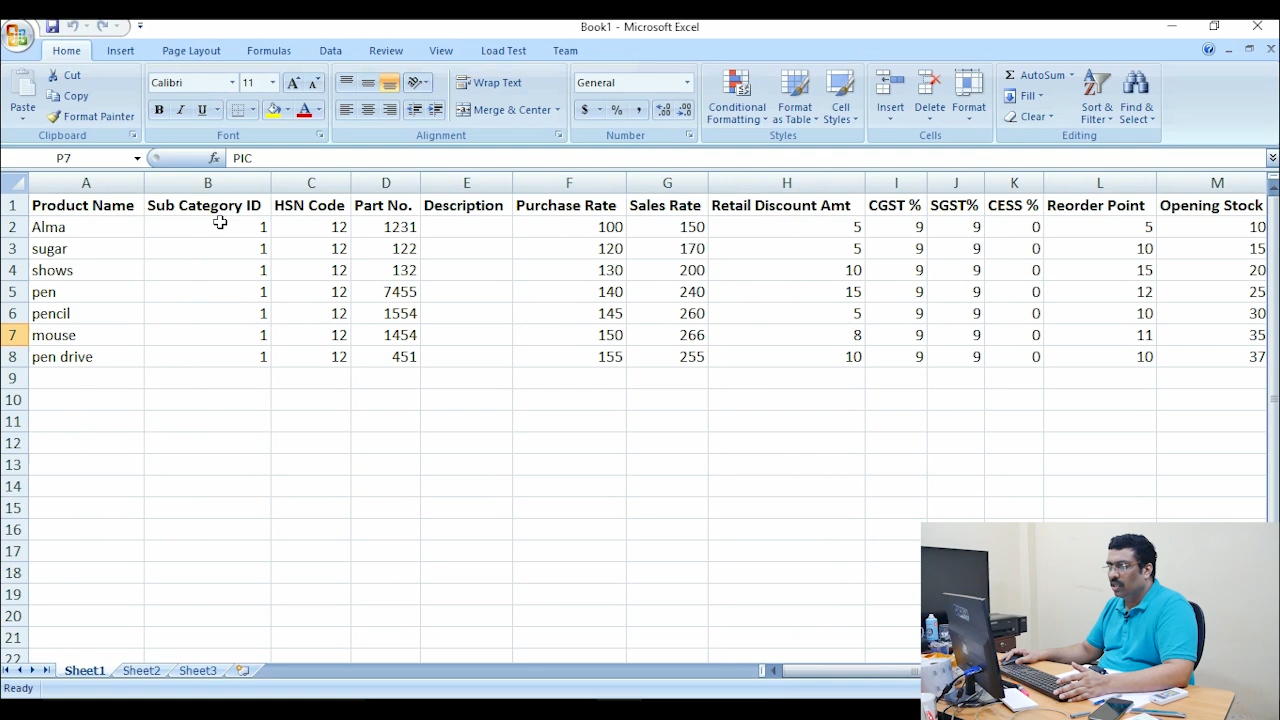 Book1 - Microsoft Excel
Home Insert Page Layout Formulas Data Review View Load Test Team
Paste
Cut
Copy
Format Painter
Clipboard
Calibri 11
B I U A A A
Font
Wrap Text
Merge & Center
Alignment
General
$ % ,
Number
Conditional Formatting
Format as Table
Cell Styles
Styles
Insert Delete Format
Cells
Σ AutoSum
Fill
Clear
Sort & Filter
Find & Select
Editing
P7 fx PIC
A B C D E F G H I J K L M
1 Product Name Sub Category ID HSN Code Part No. Description Purchase Rate Sales Rate Retail Discount Amt CGST % SGST% CESS % Reorder Point Opening Stock
2 Alma 1 12 1231 100 150 5 9 9 0 5 10
3 sugar 1 12 122 120 170 5 9 9 0 10 15
4 shows 1 12 132 130 200 10 9 9 0 15 20
5 pen 1 12 7455 140 240 15 9 9 0 12 25
6 pencil 1 12 1554 145 260 5 9 9 0 10 30
7 mouse 1 12 1454 150 266 8 9 9 0 11 35
8 pen drive 1 12 451 155 255 10 9 9 0 10 37
9
10
11
12
13
14
15
16
17
18
19
20
21
22
Sheet1 Sheet2 Sheet3
Ready